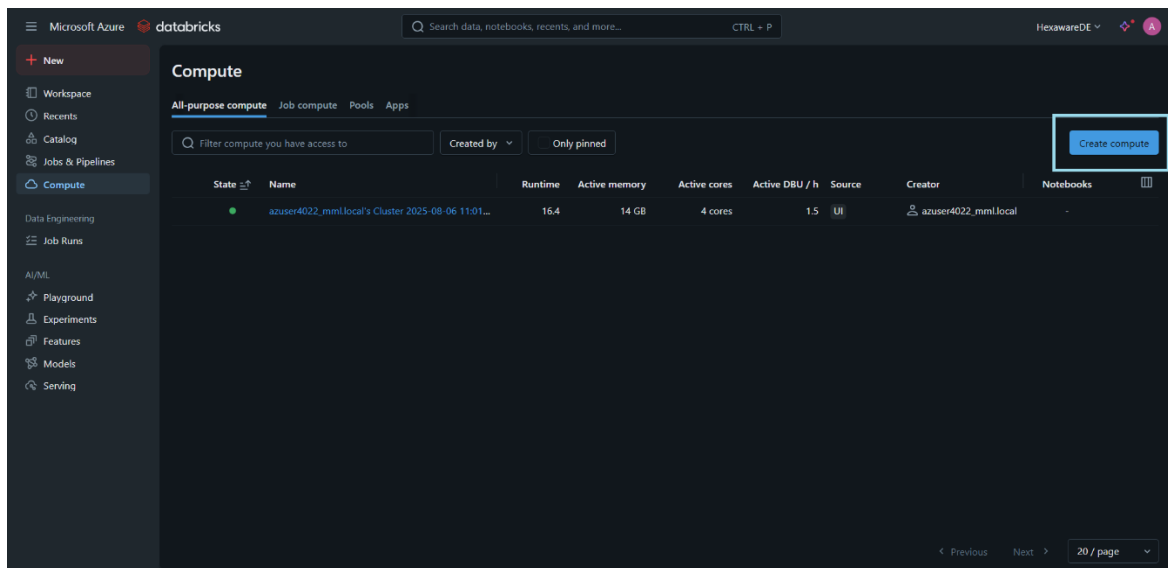 Microsoft Azure databricks
Search data, notebooks, recents, and more... CTRL + P
HexawareDE A
New
Workspace
Recents
Catalog
Jobs & Pipelines
Compute
Data Engineering
Job Runs
AI/ML
Playground
Experiments
Features
Models
Serving
Compute
All-purpose compute Job compute Pools Apps
Filter compute you have access to Created by Only pinned Create compute
State Name Runtime Active memory Active cores Active DBU / h Source Creator Notebooks
azuser4022_mml.local's Cluster 2025-08-06 11:01... 16.4 14 GB 4 cores 1.5 UI azuser4022_mml.local -
Previous Next 20 / page